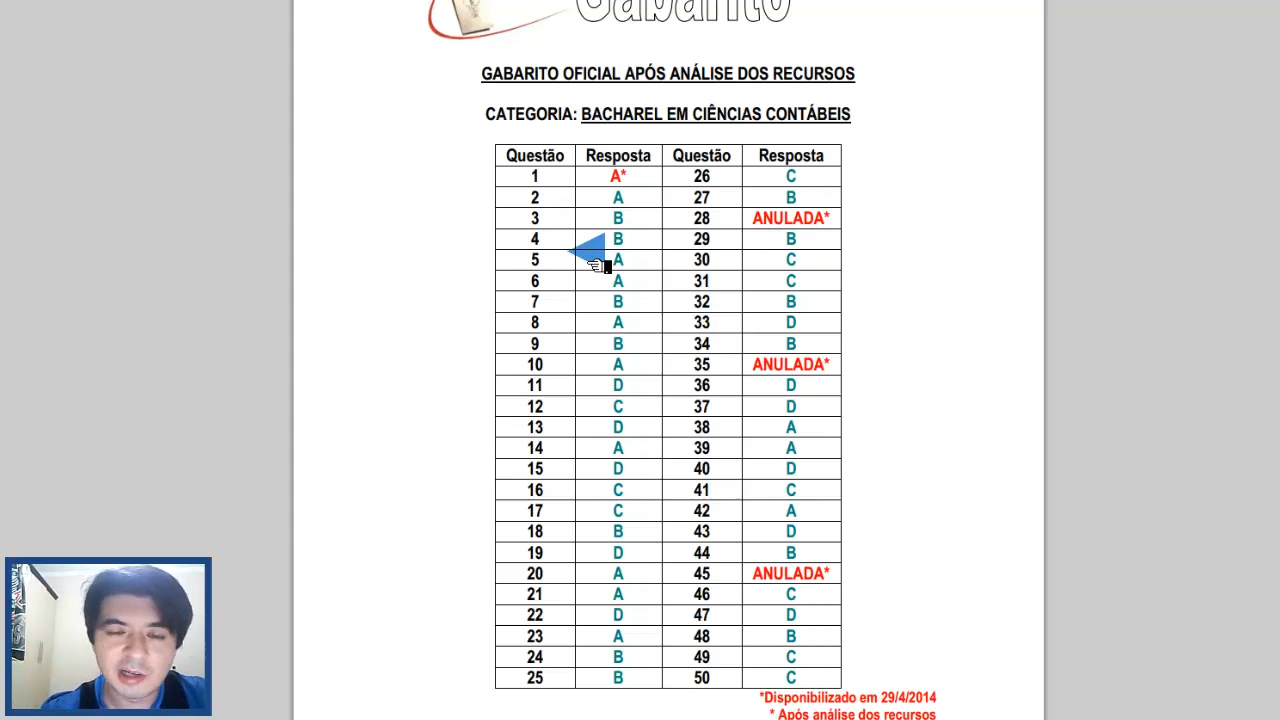 Gabarito
GABARITO OFICIAL APÓS ANÁLISE DOS RECURSOS
CATEGORIA: BACHAREL EM CIÊNCIAS CONTÁBEIS
Questão Resposta Questão Resposta
1 A* 26 C
2 A 27 B
3 B 28 ANULADA*
4 B 29 B
5 A 30 C
6 A 31 C
7 B 32 B
8 A 33 D
9 B 34 B
10 A 35 ANULADA*
11 D 36 D
12 C 37 D
13 D 38 A
14 A 39 A
15 D 40 D
16 C 41 C
17 C 42 A
18 B 43 D
19 D 44 B
20 A 45 ANULADA*
21 A 46 C
22 D 47 D
23 A 48 B
24 B 49 C
25 B 50 C
*Disponibilizado em 29/4/2014
* Após análise dos recursos